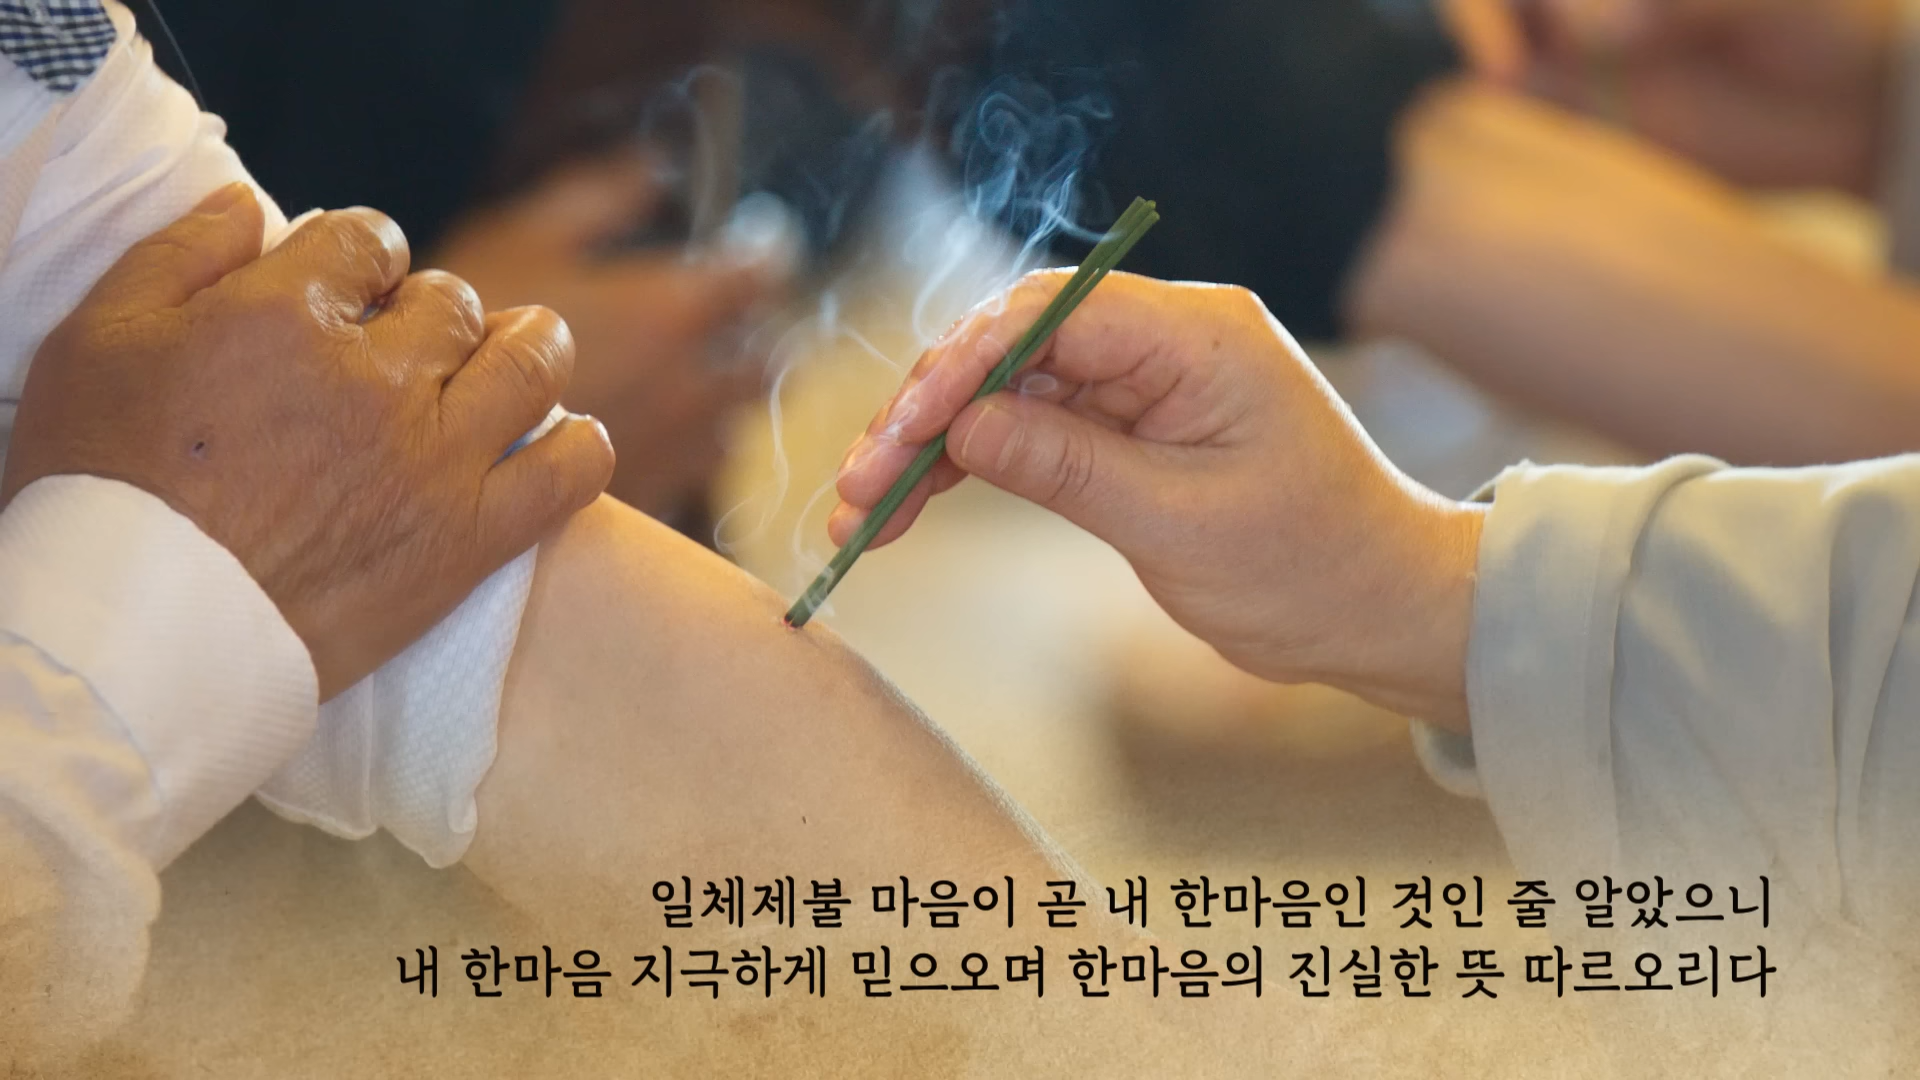 일체제불 마음이 곧 내 한마음인 것인 줄 알았으니
내 한마음 지극하게 믿으오며 한마음의 진실한 뜻 따르오리다